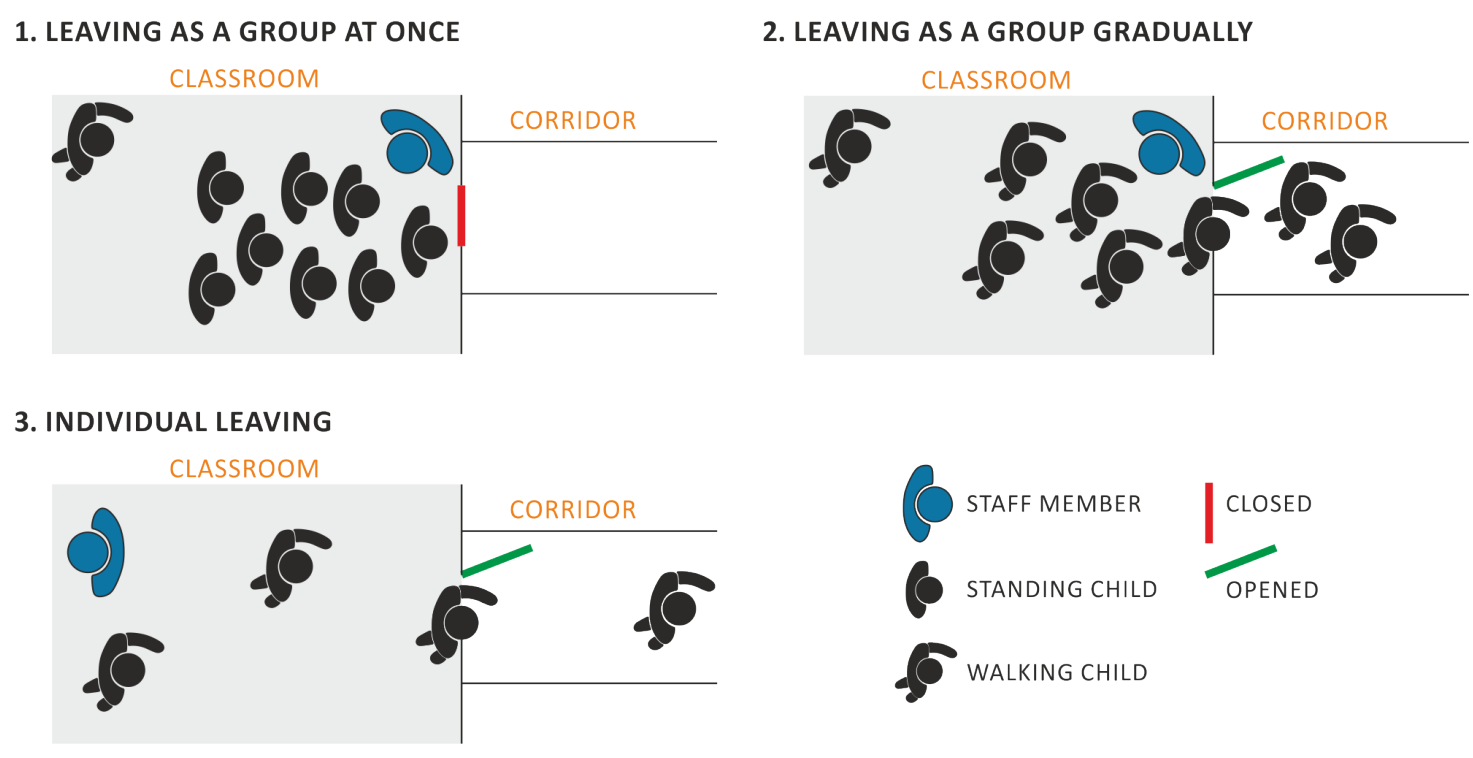 1. LEAVING AS A GROUP AT ONCE
CLASSROOM
CORRIDOR
2. LEAVING AS A GROUP GRADUALLY
CLASSROOM
CORRIDOR
3. INDIVIDUAL LEAVING
CLASSROOM
CORRIDOR
STAFF MEMBER
STANDING CHILD
WALKING CHILD
CLOSED
OPENED